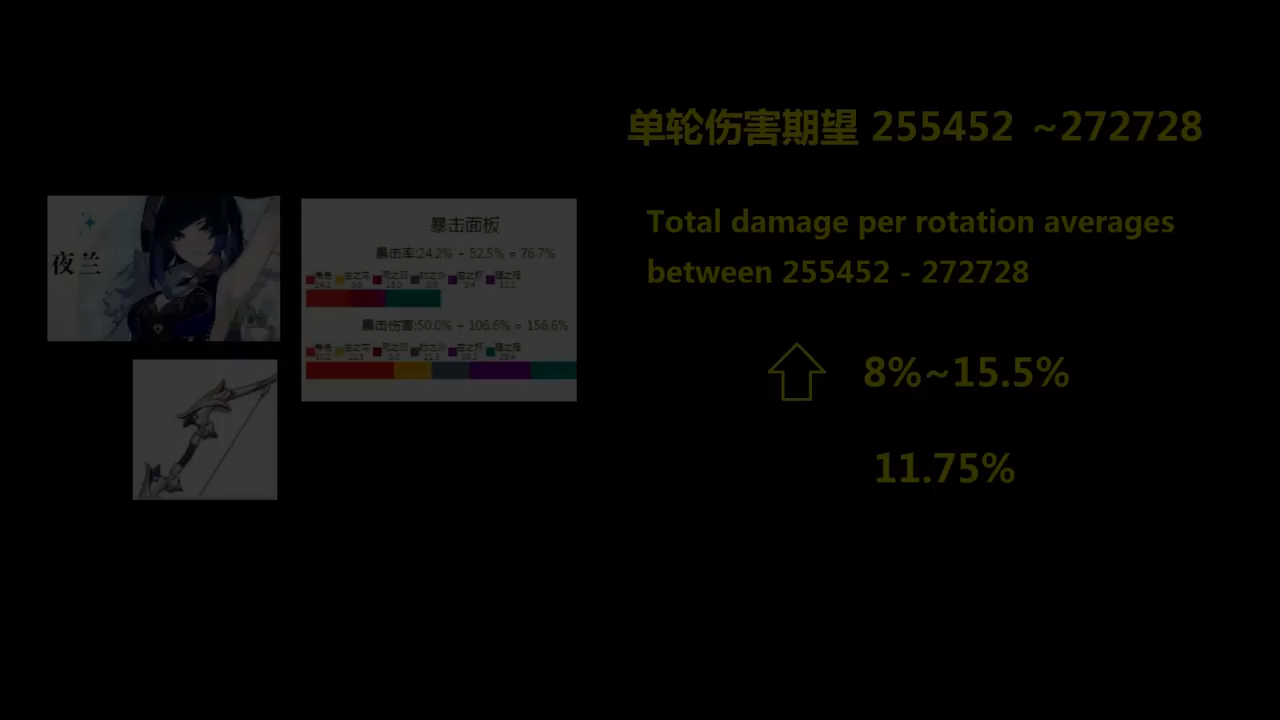 单轮伤害期望 255452 ~272728
Total damage per rotation averages
between 255452 - 272728
8%~15.5%
11.75%
夜兰
暴击面板
暴击率:24.2% + 52.5% = 76.7%
暴击伤害:50.0% + 106.6% = 156.6%